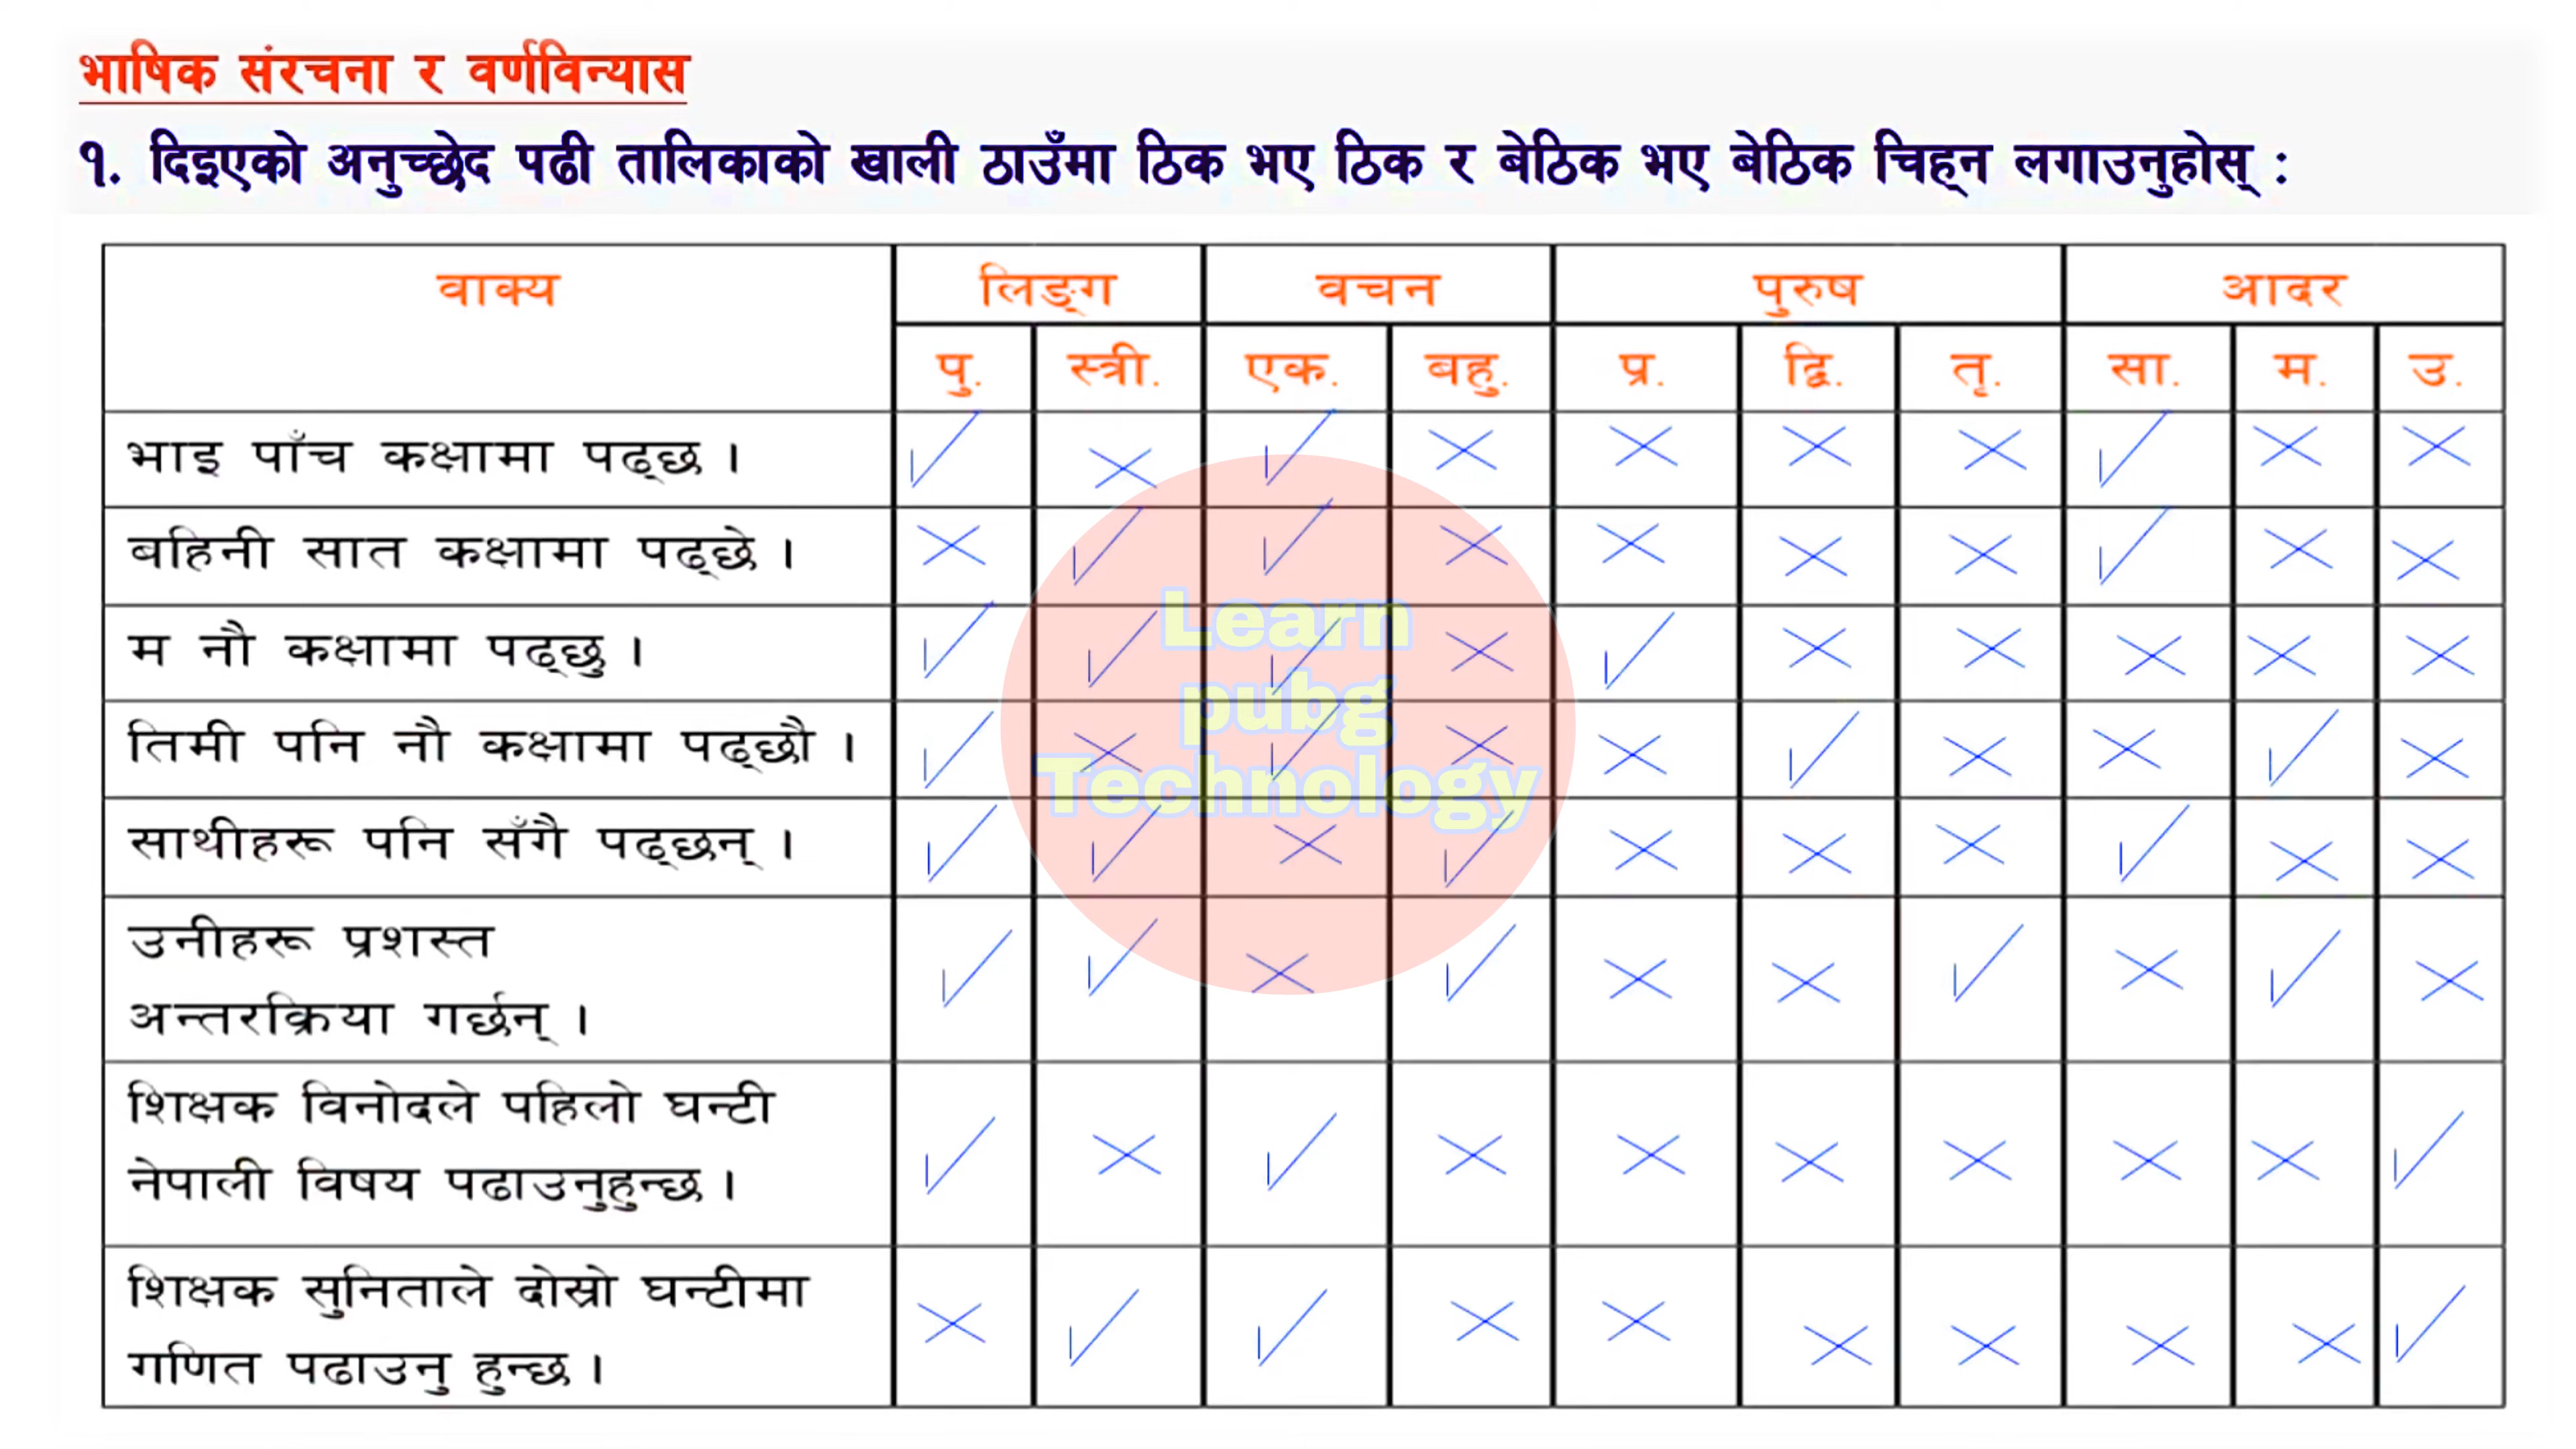 भाषिक संरचना र वर्णविन्यास
१. दिइएको अनुच्छेद पढी तालिकाको खाली ठाउँमा ठिक भए ठिक र बेठिक भए बेठिक चिह्न लगाउनुहोस् :
वाक्य लिङ्ग वचन पुरुष आदर
पु. स्त्री. एक. बहु. प्र. द्वि. तृ. सा. म. उ.
भाइ पाँच कक्षामा पढ्छ । ✓ × ✓ × × × × ✓ × ×
बहिनी सात कक्षामा पढ्छे । × ✓ ✓ × × × × ✓ × ×
म नौ कक्षामा पढ्छु । ✓ ✓ ✓ × ✓ × × × × ×
तिमी पनि नौ कक्षामा पढ्छौ । ✓ × ✓ × × ✓ × × ✓ ×
साथीहरू पनि सँगै पढ्छन् । ✓ ✓ × ✓ × × × ✓ × ×
उनीहरू प्रशस्त
अन्तरक्रिया गर्छन् । ✓ ✓ × ✓ × × ✓ × ✓ ×
शिक्षक विनोदले पहिलो घन्टी
नेपाली विषय पढाउनुहुन्छ । ✓ × ✓ × × × × × × ✓
शिक्षक सुनिताले दोस्रो घन्टीमा
गणित पढाउनु हुन्छ । × ✓ ✓ × × × × × × ✓
Learn
pubg
Technology